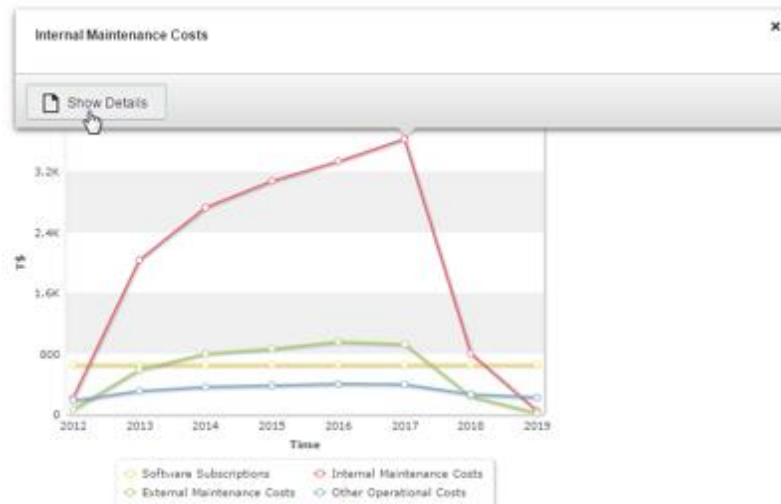 Internal Maintenance Costs
×
Show Details
3.2K
2.4K
T$
1.6K
800
0
2012 2013 2014 2015 2016 2017 2018 2019
Time
Software Subscriptions Internal Maintenance Costs
External Maintenance Costs Other Operational Costs